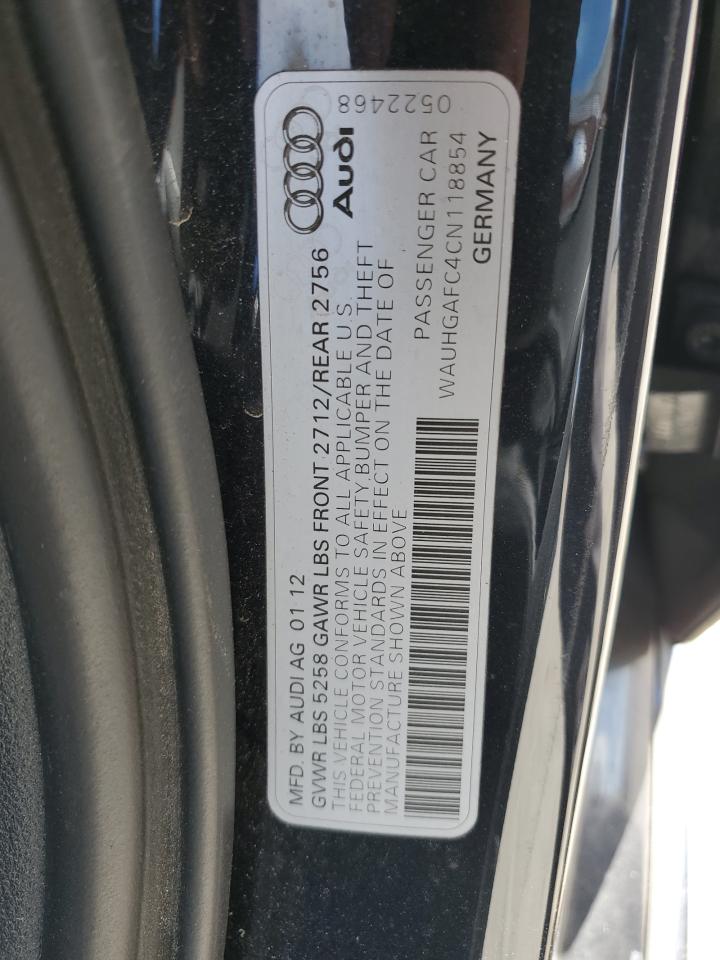 MFD. BY AUDI AG 01 12
GVWR LBS 5258 GAWR LBS FRONT 2712/REAR 2756
THIS VEHICLE CONFORMS TO ALL APPLICABLE U.S.
FEDERAL MOTOR VEHICLE SAFETY, BUMPER AND THEFT
PREVENTION STANDARDS IN EFFECT ON THE DATE OF
MANUFACTURE SHOWN ABOVE
Audi
PASSENGER CAR
WAUHGAFC4CN118854
GERMANY
0522468